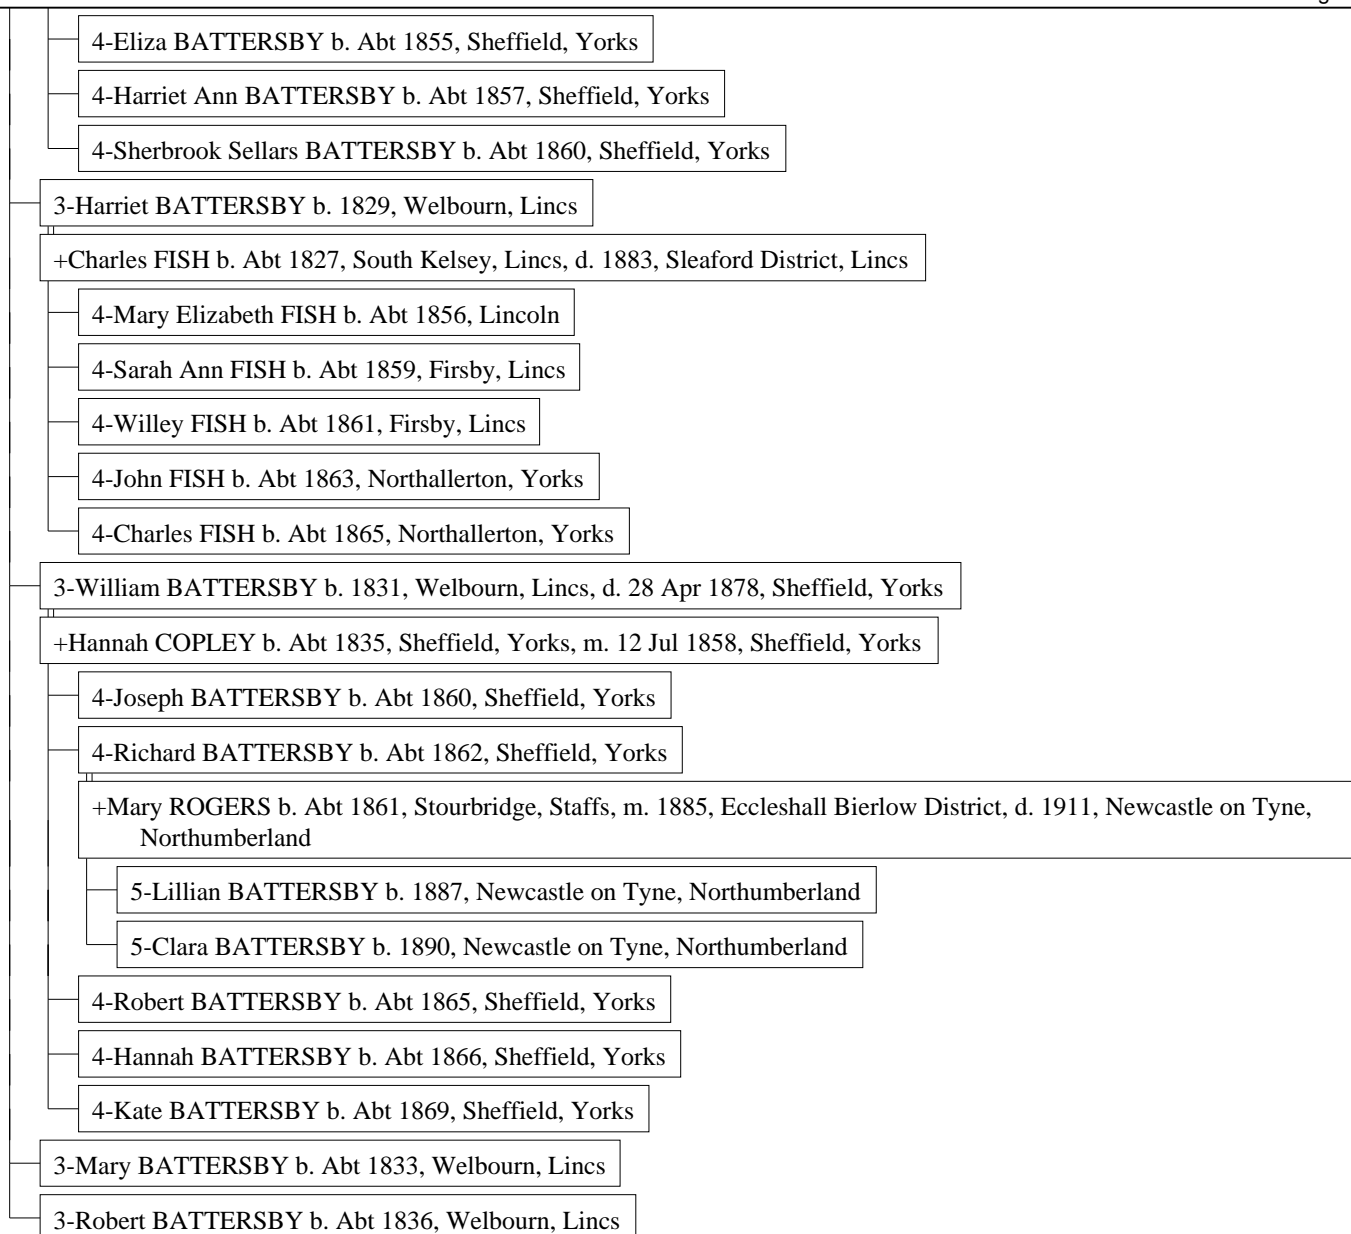 4-Eliza BATTERSBY b. Abt 1855, Sheffield, Yorks
4-Harriet Ann BATTERSBY b. Abt 1857, Sheffield, Yorks
4-Sherbrook Sellars BATTERSBY b. Abt 1860, Sheffield, Yorks
3-Harriet BATTERSBY b. 1829, Welbourn, Lincs
+Charles FISH b. Abt 1827, South Kelsey, Lincs, d. 1883, Sleaford District, Lincs
4-Mary Elizabeth FISH b. Abt 1856, Lincoln
4-Sarah Ann FISH b. Abt 1859, Firsby, Lincs
4-Willey FISH b. Abt 1861, Firsby, Lincs
4-John FISH b. Abt 1863, Northallerton, Yorks
4-Charles FISH b. Abt 1865, Northallerton, Yorks
3-William BATTERSBY b. 1831, Welbourn, Lincs, d. 28 Apr 1878, Sheffield, Yorks
+Hannah COPLEY b. Abt 1835, Sheffield, Yorks, m. 12 Jul 1858, Sheffield, Yorks
4-Joseph BATTERSBY b. Abt 1860, Sheffield, Yorks
4-Richard BATTERSBY b. Abt 1862, Sheffield, Yorks
+Mary ROGERS b. Abt 1861, Stourbridge, Staffs, m. 1885, Eccleshall Bierlow District, d. 1911, Newcastle on Tyne,
Northumberland
5-Lillian BATTERSBY b. 1887, Newcastle on Tyne, Northumberland
5-Clara BATTERSBY b. 1890, Newcastle on Tyne, Northumberland
4-Robert BATTERSBY b. Abt 1865, Sheffield, Yorks
4-Hannah BATTERSBY b. Abt 1866, Sheffield, Yorks
4-Kate BATTERSBY b. Abt 1869, Sheffield, Yorks
3-Mary BATTERSBY b. Abt 1833, Welbourn, Lincs
3-Robert BATTERSBY b. Abt 1836, Welbourn, Lincs